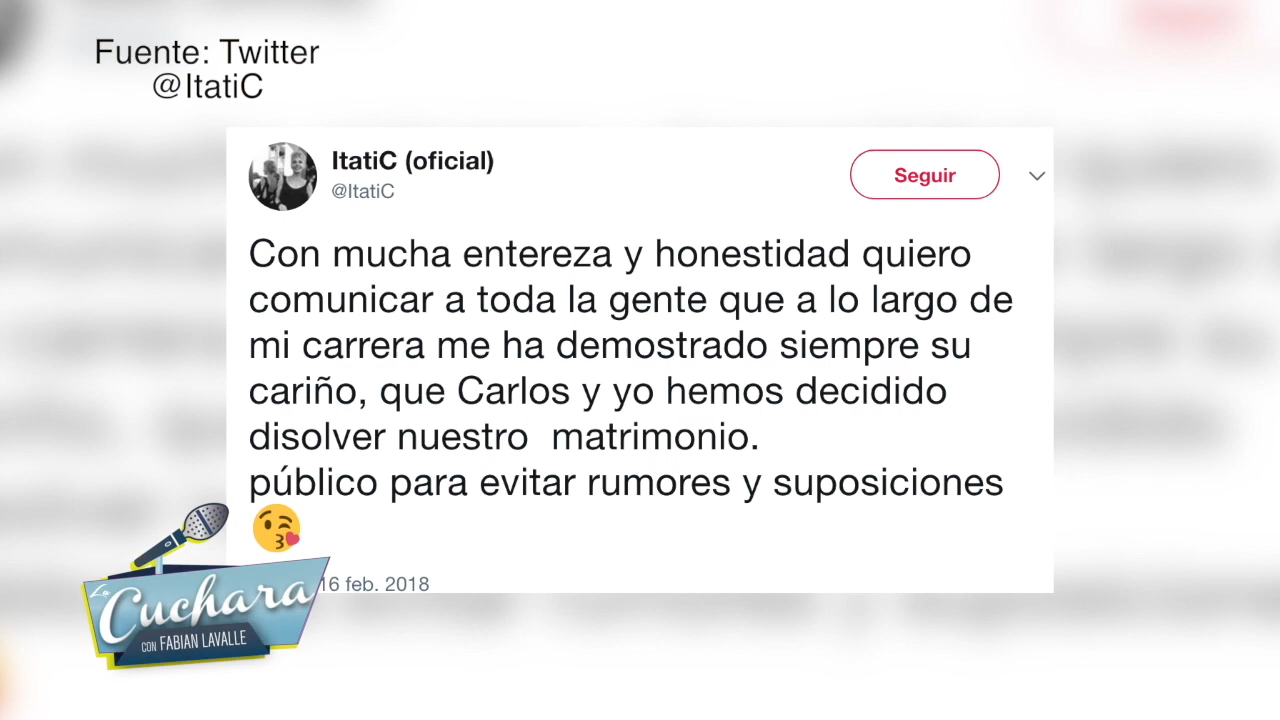 Fuente: Twitter
@ItatiC
ItatiC (oficial)
@ItatiC
Seguir
Con mucha entereza y honestidad quiero
comunicar a toda la gente que a lo largo de
mi carrera me ha demostrado siempre su
cariño, que Carlos y yo hemos decidido
disolver nuestro  matrimonio.
público para evitar rumores y suposiciones
😘
16 feb. 2018
La
Cuchara
CON FABIAN LAVALLE